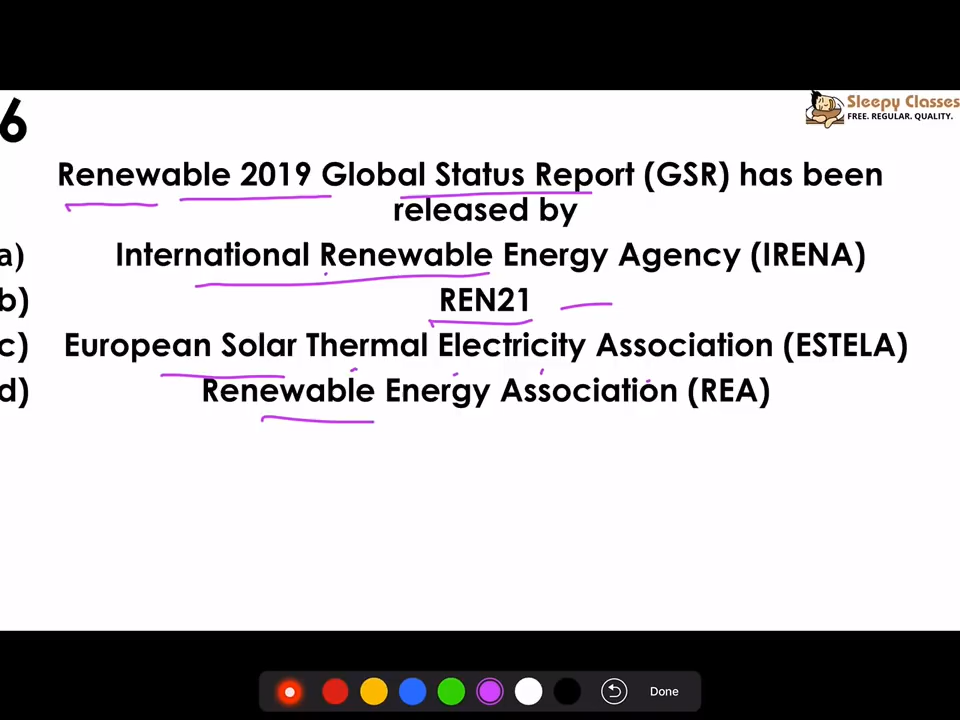 6
Sleepy Classes
FREE. REGULAR. QUALITY.
Renewable 2019 Global Status Report (GSR) has been
released by
a) International Renewable Energy Agency (IRENA)
b) REN21
c) European Solar Thermal Electricity Association (ESTELA)
d) Renewable Energy Association (REA)
Done